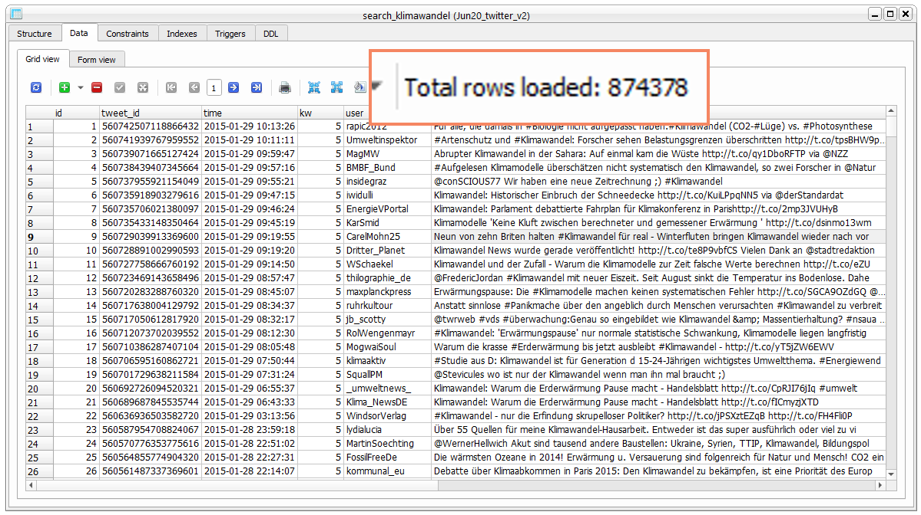 search_klimawandel (Jun20_twitter_v2)
Structure Data Constraints Indexes Triggers DDL
Grid view Form view
1 Total rows loaded: 874378
id tweet_id time kw user
1 1 560742507118866432 2015-01-29 10:13:26 5 rapic2012 Für alle, die damals in #Biologie nicht aufgepasst haben:#Klimawandel (CO2-#Lüge) vs. #Photosynthese
2 2 560741939767959552 2015-01-29 10:11:11 5 Umweltinspektor #Artenschutz und #Klimawandel: Forscher sehen Belastungsgrenzen überschritten http://t.co/tpsBHW9p...
3 3 560739071665127424 2015-01-29 09:59:47 5 MagMW Abrupter Klimawandel in der Sahara: Auf einmal kam die Wüste http://t.co/qy1DboRFTP via @NZZ
4 4 560738439407345664 2015-01-29 09:57:16 5 BMBF_Bund #Aufgelesen Klimamodelle überschätzen nicht systematisch den Klimawandel, so zwei Forscher in @Natur
5 5 560737955921154049 2015-01-29 09:55:21 5 insidegraz @conSCIOUS77 Wir haben eine neue Zeitrechnung ;) #Klimawandel
6 6 560735918903279616 2015-01-29 09:47:15 5 iwidulli Klimawandel: Historischer Einbruch der Schneedecke http://t.co/KuiLPpqNN5 via @derStandardat
7 7 560735706021380097 2015-01-29 09:46:24 5 EnergieVPortal Klimawandel: Parlament debattierte Fahrplan für Klimakonferenz in Parishttp://t.co/2mp3JVUHyB
8 8 560735433148350464 2015-01-29 09:45:19 5 KarSmid Klimamodelle 'Keine Kluft zwischen berechneter und gemessener Erwärmung ' http://t.co/dsinmo13wm
9 9 560729039913369600 2015-01-29 09:19:55 5 CarelMohn25 Neun von zehn Briten halten #Klimawandel für real - Winterfluten bringen Klimawandel wieder nach vor
10 10 560728891002990593 2015-01-29 09:19:20 5 Dritter_Planet Klimawandel News wurde gerade veröffentlicht! http://t.co/te8P9vbfCS Vielen Dank an @stadtredaktion
11 11 560727758666760192 2015-01-29 09:14:50 5 WSchaekel Klimawandel und der Zufall - Warum die Klimamodelle zur Zeit falsche Werte berechnen http://t.co/eZU
12 12 560723469143658496 2015-01-29 08:57:47 5 thilographie_de @FredericJordan #Klimawandel mit neuer Eiszeit. Seit August sinkt die Temperatur ins Bodenlose. Dahe
13 13 560720283288760320 2015-01-29 08:45:07 5 maxplanckpress Erwärmungspause: Die #Klimamodelle machen keinen systematischen Fehler http://t.co/SGCA9OZdGQ @...
14 14 560717638004129792 2015-01-29 08:34:37 5 ruhrkultour Anstatt sinnlose #Panikmache über den angeblich durch Menschen verursachten #Klimawandel zu verbreit
15 15 560717050612817920 2015-01-29 08:32:17 5 jb_scotty @twrweb #vds #überwachung:Genau so eingebildet wie Klimawandel &amp; Massentierhaltung? #nsaua ...
16 16 560712073702039552 2015-01-29 08:12:30 5 RolWengenmayr #Klimawandel: 'Erwärmungspause' nur normale statistische Schwankung, Klimamodelle liegen langfristig
17 17 560710386287407104 2015-01-29 08:05:48 5 MogwaiSoul Warum die krasse #Erderwärmung bis jetzt ausbleibt #Klimawandel - http://t.co/yT5jZW6EWV
18 18 560706595160862721 2015-01-29 07:50:44 5 klimaaktiv #Studie aus D: Klimawandel ist für Generation d 15-24-Jährigen wichtigstes Umweltthema. #Energiewend
19 19 560701729638211584 2015-01-29 07:31:24 5 SquallPM @Stevicules wo ist nur der Klimawandel wenn man ihn mal braucht ;)
20 20 560692726094520321 2015-01-29 06:55:37 5 _umweltnews_ Klimawandel: Warum die Erderwärmung Pause macht - Handelsblatt http://t.co/CpRJI76jIq #umwelt
21 21 560689687845535744 2015-01-29 06:43:33 5 Klima_NewsDE Klimawandel: Warum die Erderwärmung Pause macht - Handelsblatt http://t.co/fICmyzjXTD
22 22 560636936503582720 2015-01-29 03:13:56 5 WindsorVerlag #Klimawandel - nur die Erfindung skrupelloser Politiker? http://t.co/jPSXztEZqB http://t.co/FH4Fli0P
23 23 560587954708824067 2015-01-28 23:59:18 5 lydialucia Über 55 Quellen für meine Klimawandel-Hausarbeit. Entweder ist das super ausführlich oder viel zu vi
24 24 560570776353775616 2015-01-28 22:51:02 5 MartinSoechting @WernerHellwich Akut sind tausend andere Baustellen: Ukraine, Syrien, TTIP, Klimawandel, Bildungspol
25 25 560564855774904320 2015-01-28 22:27:31 5 FossilFreeDe Die wärmsten Ozeane in 2014! Erwärmung u. Versauerung sind folgenreich für Natur und Mensch! CO2 ein
26 26 560561487337369601 2015-01-28 22:14:07 5 kommunal_eu Debatte über Klimaabkommen in Paris 2015: Den Klimawandel zu bekämpfen, ist eine Priorität des Europ